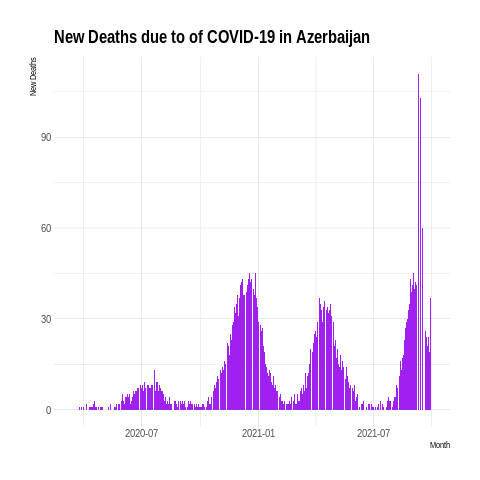 New Deaths due to of COVID-19 in Azerbaijan
New Deaths
90
60
30
0
2020-07
2021-01
2021-07
Month